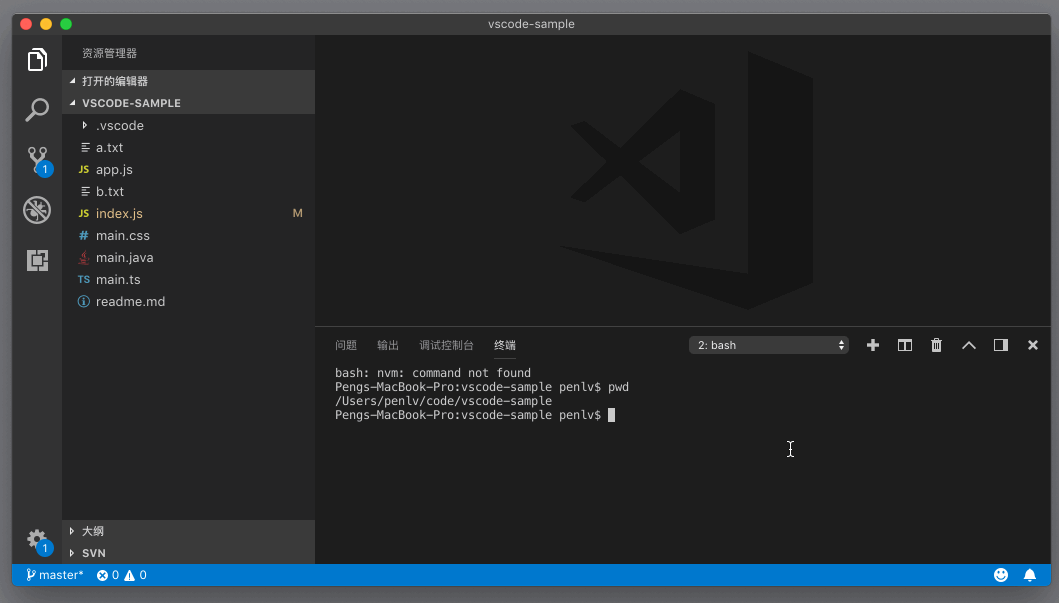 vscode-sample
资源管理器
打开的编辑器
VSCODE-SAMPLE
.vscode
a.txt
JS app.js
b.txt
JS index.js M
# main.css
main.java
TS main.ts
readme.md
大纲
SVN
1
1
问题 输出 调试控制台 终端 2: bash
bash: nvm: command not found
Pengs-MacBook-Pro:vscode-sample penlv$ pwd
/Users/penlv/code/vscode-sample
Pengs-MacBook-Pro:vscode-sample penlv$
master* 0 0